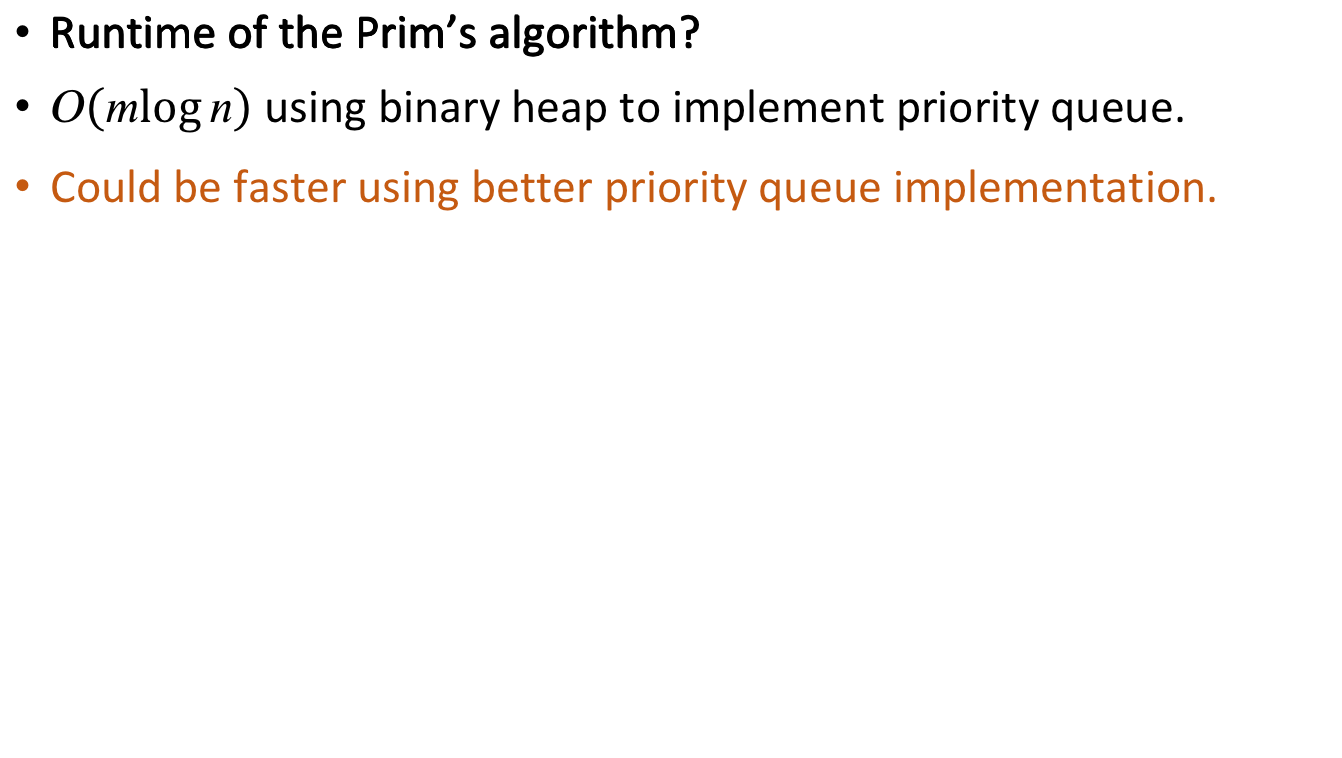 • Runtime of the Prim’s algorithm?
• O(mlog n) using binary heap to implement priority queue.
• Could be faster using better priority queue implementation.